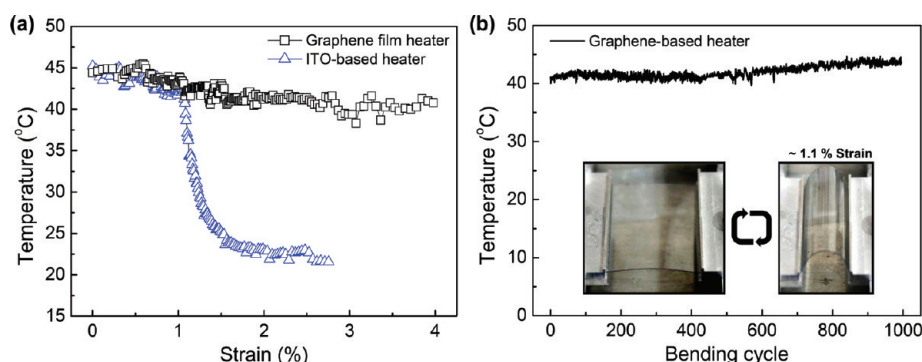 (a)
Graphene film heater
ITO-based heater
Temperature (°C)
50
45
40
35
30
25
20
15
0 1 2 3 4
Strain (%)
(b)
Graphene-based heater
Temperature (°C)
50
40
30
20
10
0
~ 1.1 % Strain
0 200 400 600 800 1000
Bending cycle